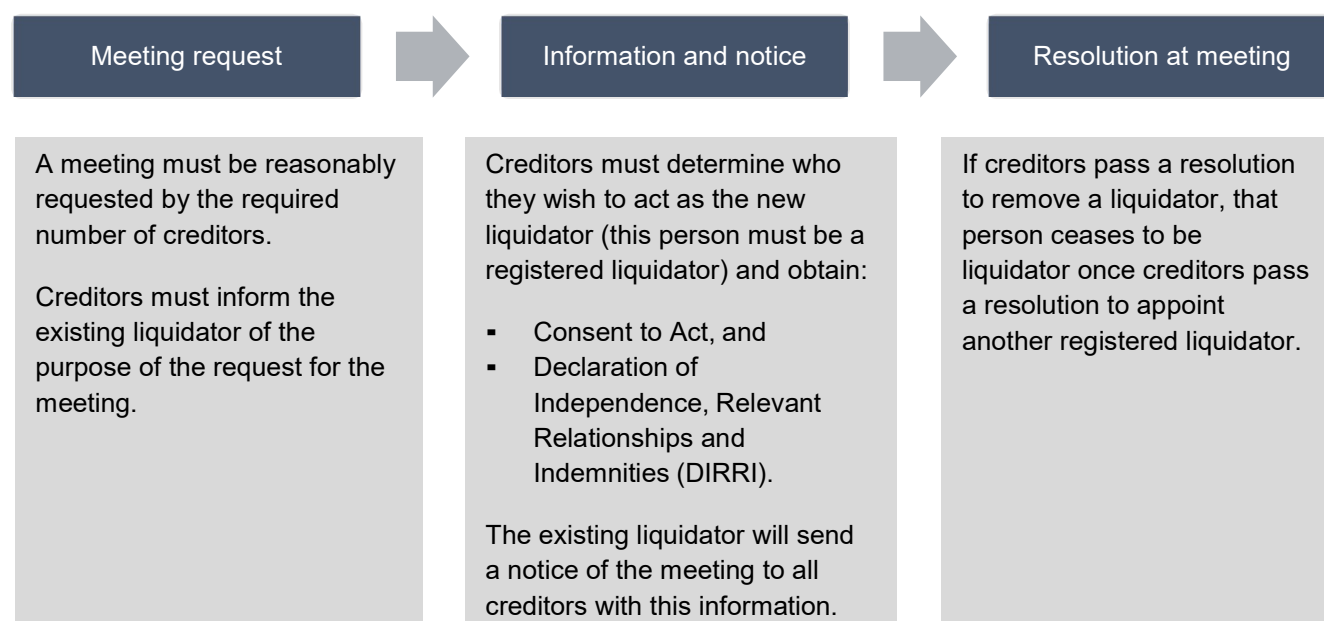 Meeting request
Information and notice
Resolution at meeting
A meeting must be reasonably
requested by the required
number of creditors.
Creditors must inform the
existing liquidator of the
purpose of the request for the
meeting.
Creditors must determine who
they wish to act as the new
liquidator (this person must be a
registered liquidator) and obtain:
▪ Consent to Act, and
▪ Declaration of
Independence, Relevant
Relationships and
Indemnities (DIRRI).
The existing liquidator will send
a notice of the meeting to all
creditors with this information.
If creditors pass a resolution
to remove a liquidator, that
person ceases to be
liquidator once creditors pass
a resolution to appoint
another registered liquidator.